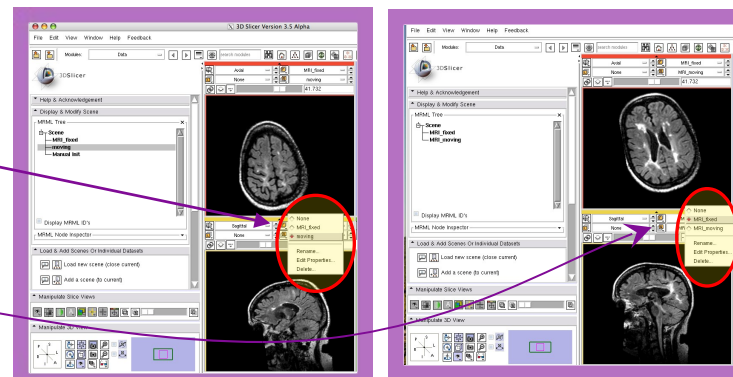 3D Slicer Version 3.5 Alpha
File Edit View Window Help Feedback
Modules: Data
search modules
3DSlicer
Axial MRI_fixed
None moving
41.732
Help & Acknowledgement
Display & Modify Scene
MRML Tree
Scene
MRI_fixed
moving
Manual Init
Display MRML ID's
MRML Node Inspector
Load & Add Scenes Or Individual Datasets
Load new scene (close current)
Add a scene (to current)
Manipulate Slice Views
Manipulate 3D View
Sagittal
None
None
MRI_fixed
moving
Rename...
Edit Properties...
Delete...
File Edit View Window Help Feedback
Modules: Data
search modules
3DSlicer
Axial MRI_fixed
None MRI_moving
41.732
Help & Acknowledgement
Display & Modify Scene
MRML Tree
Scene
MRI_fixed
MRI_moving
Display MRML ID's
MRML Node Inspector
Load & Add Scenes Or Individual Datasets
Load new scene (close current)
Add a scene (to current)
Manipulate Slice Views
Manipulate 3D View
Sagittal
None
None
MRI_fixed
MRI_moving
Rename...
Edit Properties...
Delete...